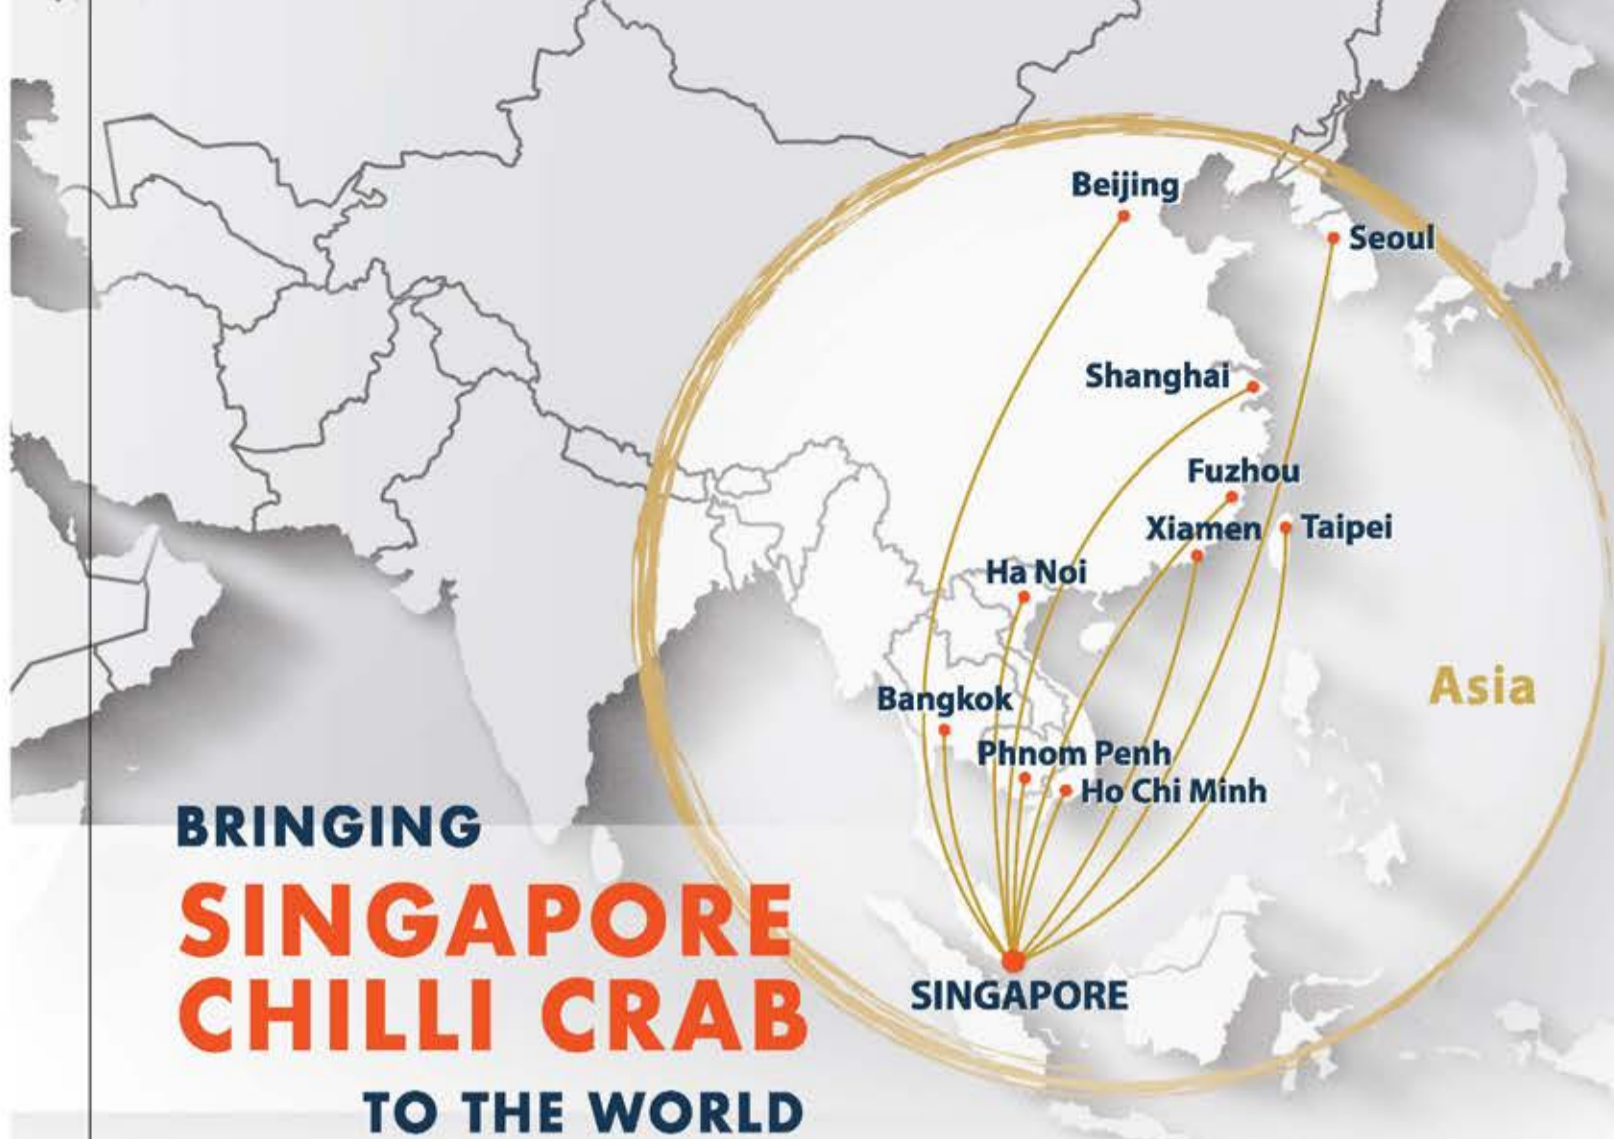 Beijing
Seoul
Shanghai
Fuzhou
Xiamen
Taipei
Ha Noi
Asia
Bangkok
Phnom Penh
Ho Chi Minh
SINGAPORE
BRINGING
SINGAPORE
CHILLI CRAB
TO THE WORLD